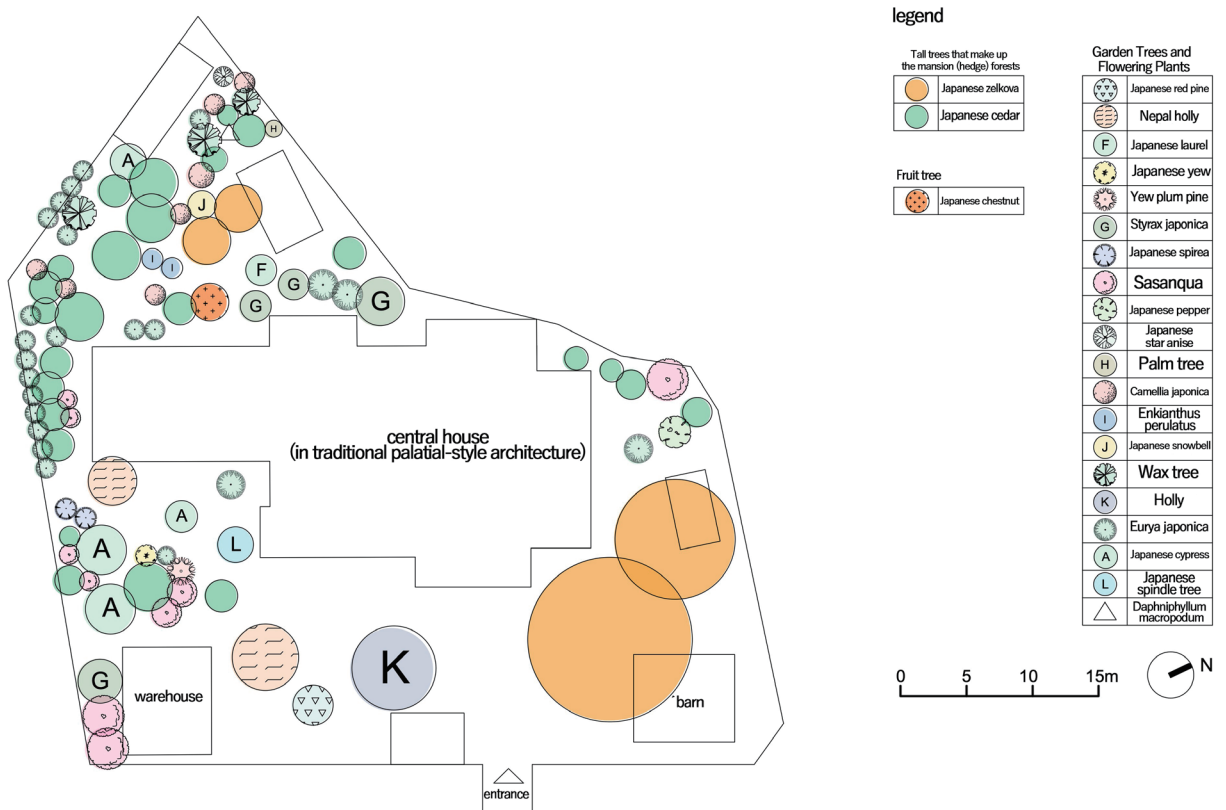 legend
Tall trees that make up
the mansion (hedge) forests
Japanese zelkova
Japanese cedar
Fruit tree
Japanese chestnut
Garden Trees and
Flowering Plants
Japanese red pine
Nepal holly
F Japanese laurel
Japanese yew
Yew plum pine
G Styrax japonica
Japanese spirea
Sasanqua
Japanese pepper
Japanese
star anise
H Palm tree
Camellia japonica
I Enkianthus
perulatus
J Japanese snowbell
Wax tree
K Holly
Eurya japonica
A Japanese cypress
L Japanese
spindle tree
Daphniphyllum
macropodum
0 5 10 15m
N
H
A
J
I
I
F
G
G
G
central house
(in traditional palatial-style architecture)
A
A
L
A
G
K
warehouse
barn
entrance